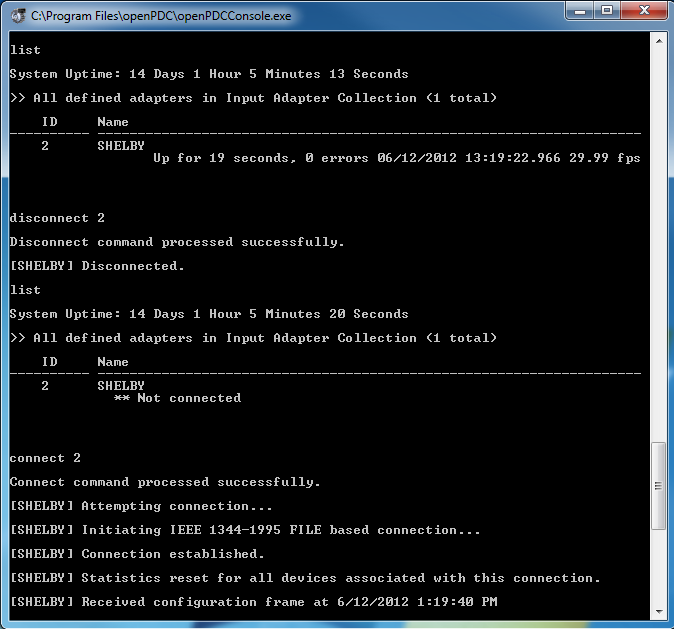 C:\Program Files\openPDC\openPDCConsole.exe
list
System Uptime: 14 Days 1 Hour 5 Minutes 13 Seconds
>> All defined adapters in Input Adapter Collection (1 total)
ID Name
2 SHELBY
Up for 19 seconds, 0 errors 06/12/2012 13:19:22.966 29.99 fps
disconnect 2
Disconnect command processed successfully.
[SHELBY] Disconnected.
list
System Uptime: 14 Days 1 Hour 5 Minutes 20 Seconds
>> All defined adapters in Input Adapter Collection (1 total)
ID Name
2 SHELBY
** Not connected
connect 2
Connect command processed successfully.
[SHELBY] Attempting connection...
[SHELBY] Initiating IEEE 1344-1995 FILE based connection...
[SHELBY] Connection established.
[SHELBY] Statistics reset for all devices associated with this connection.
[SHELBY] Received configuration frame at 6/12/2012 1:19:40 PM